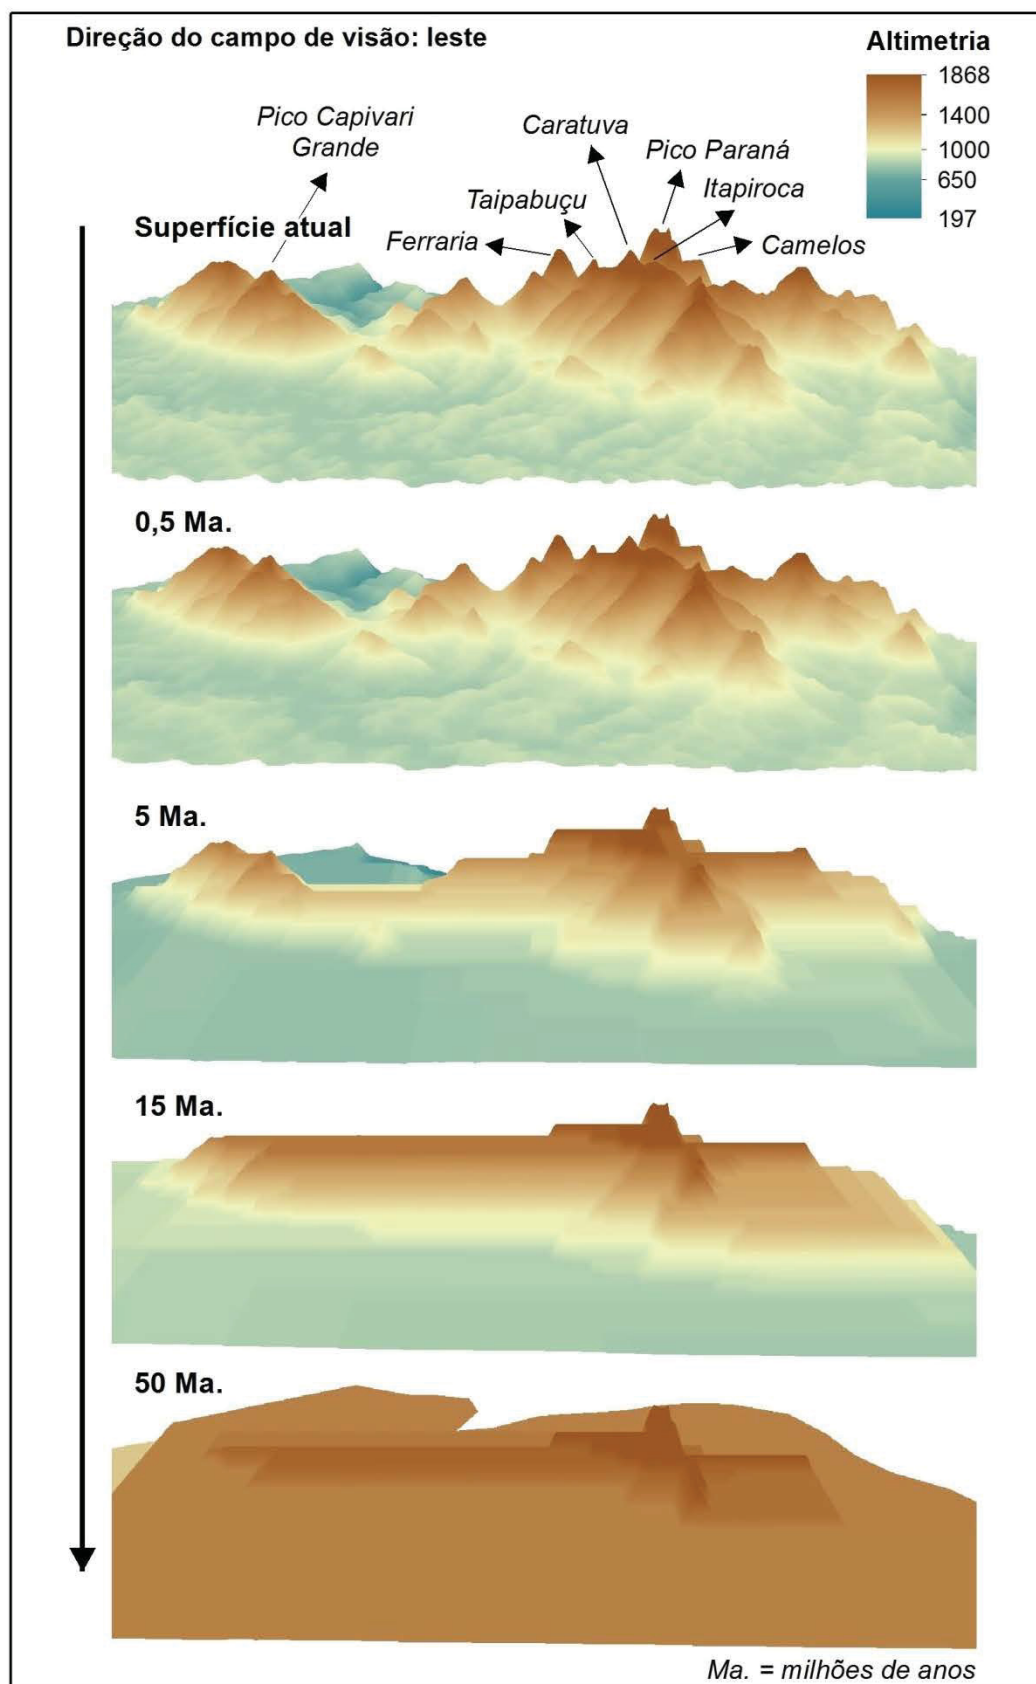 Direção do campo de visão: leste
Altimetria
1868
1400
1000
650
197
Pico Capivari
Grande
Caratuva
Pico Paraná
Itapiroca
Taipabuçu
Superfície atual
Ferraria
Camelos
0,5 Ma.
5 Ma.
15 Ma.
50 Ma.
Ma. = milhões de anos